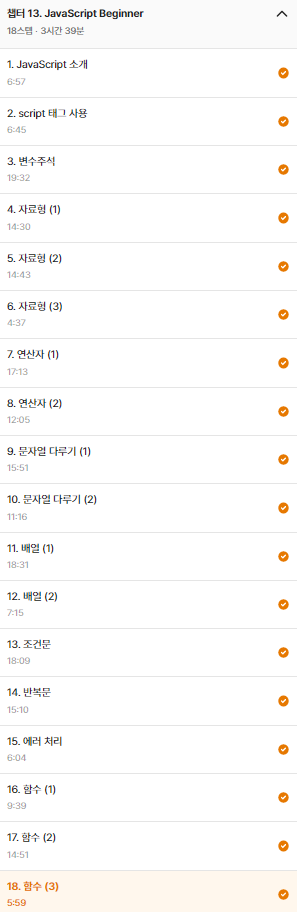 챕터 13. JavaScript Beginner
18스텝 · 3시간 39분
1. JavaScript 소개
6:57
2. script 태그 사용
6:45
3. 변수주석
19:32
4. 자료형 (1)
14:30
5. 자료형 (2)
14:43
6. 자료형 (3)
4:37
7. 연산자 (1)
17:13
8. 연산자 (2)
12:05
9. 문자열 다루기 (1)
15:51
10. 문자열 다루기 (2)
11:16
11. 배열 (1)
18:31
12. 배열 (2)
7:15
13. 조건문
18:09
14. 반복문
15:10
15. 에러 처리
6:04
16. 함수 (1)
9:39
17. 함수 (2)
14:51
18. 함수 (3)
5:59